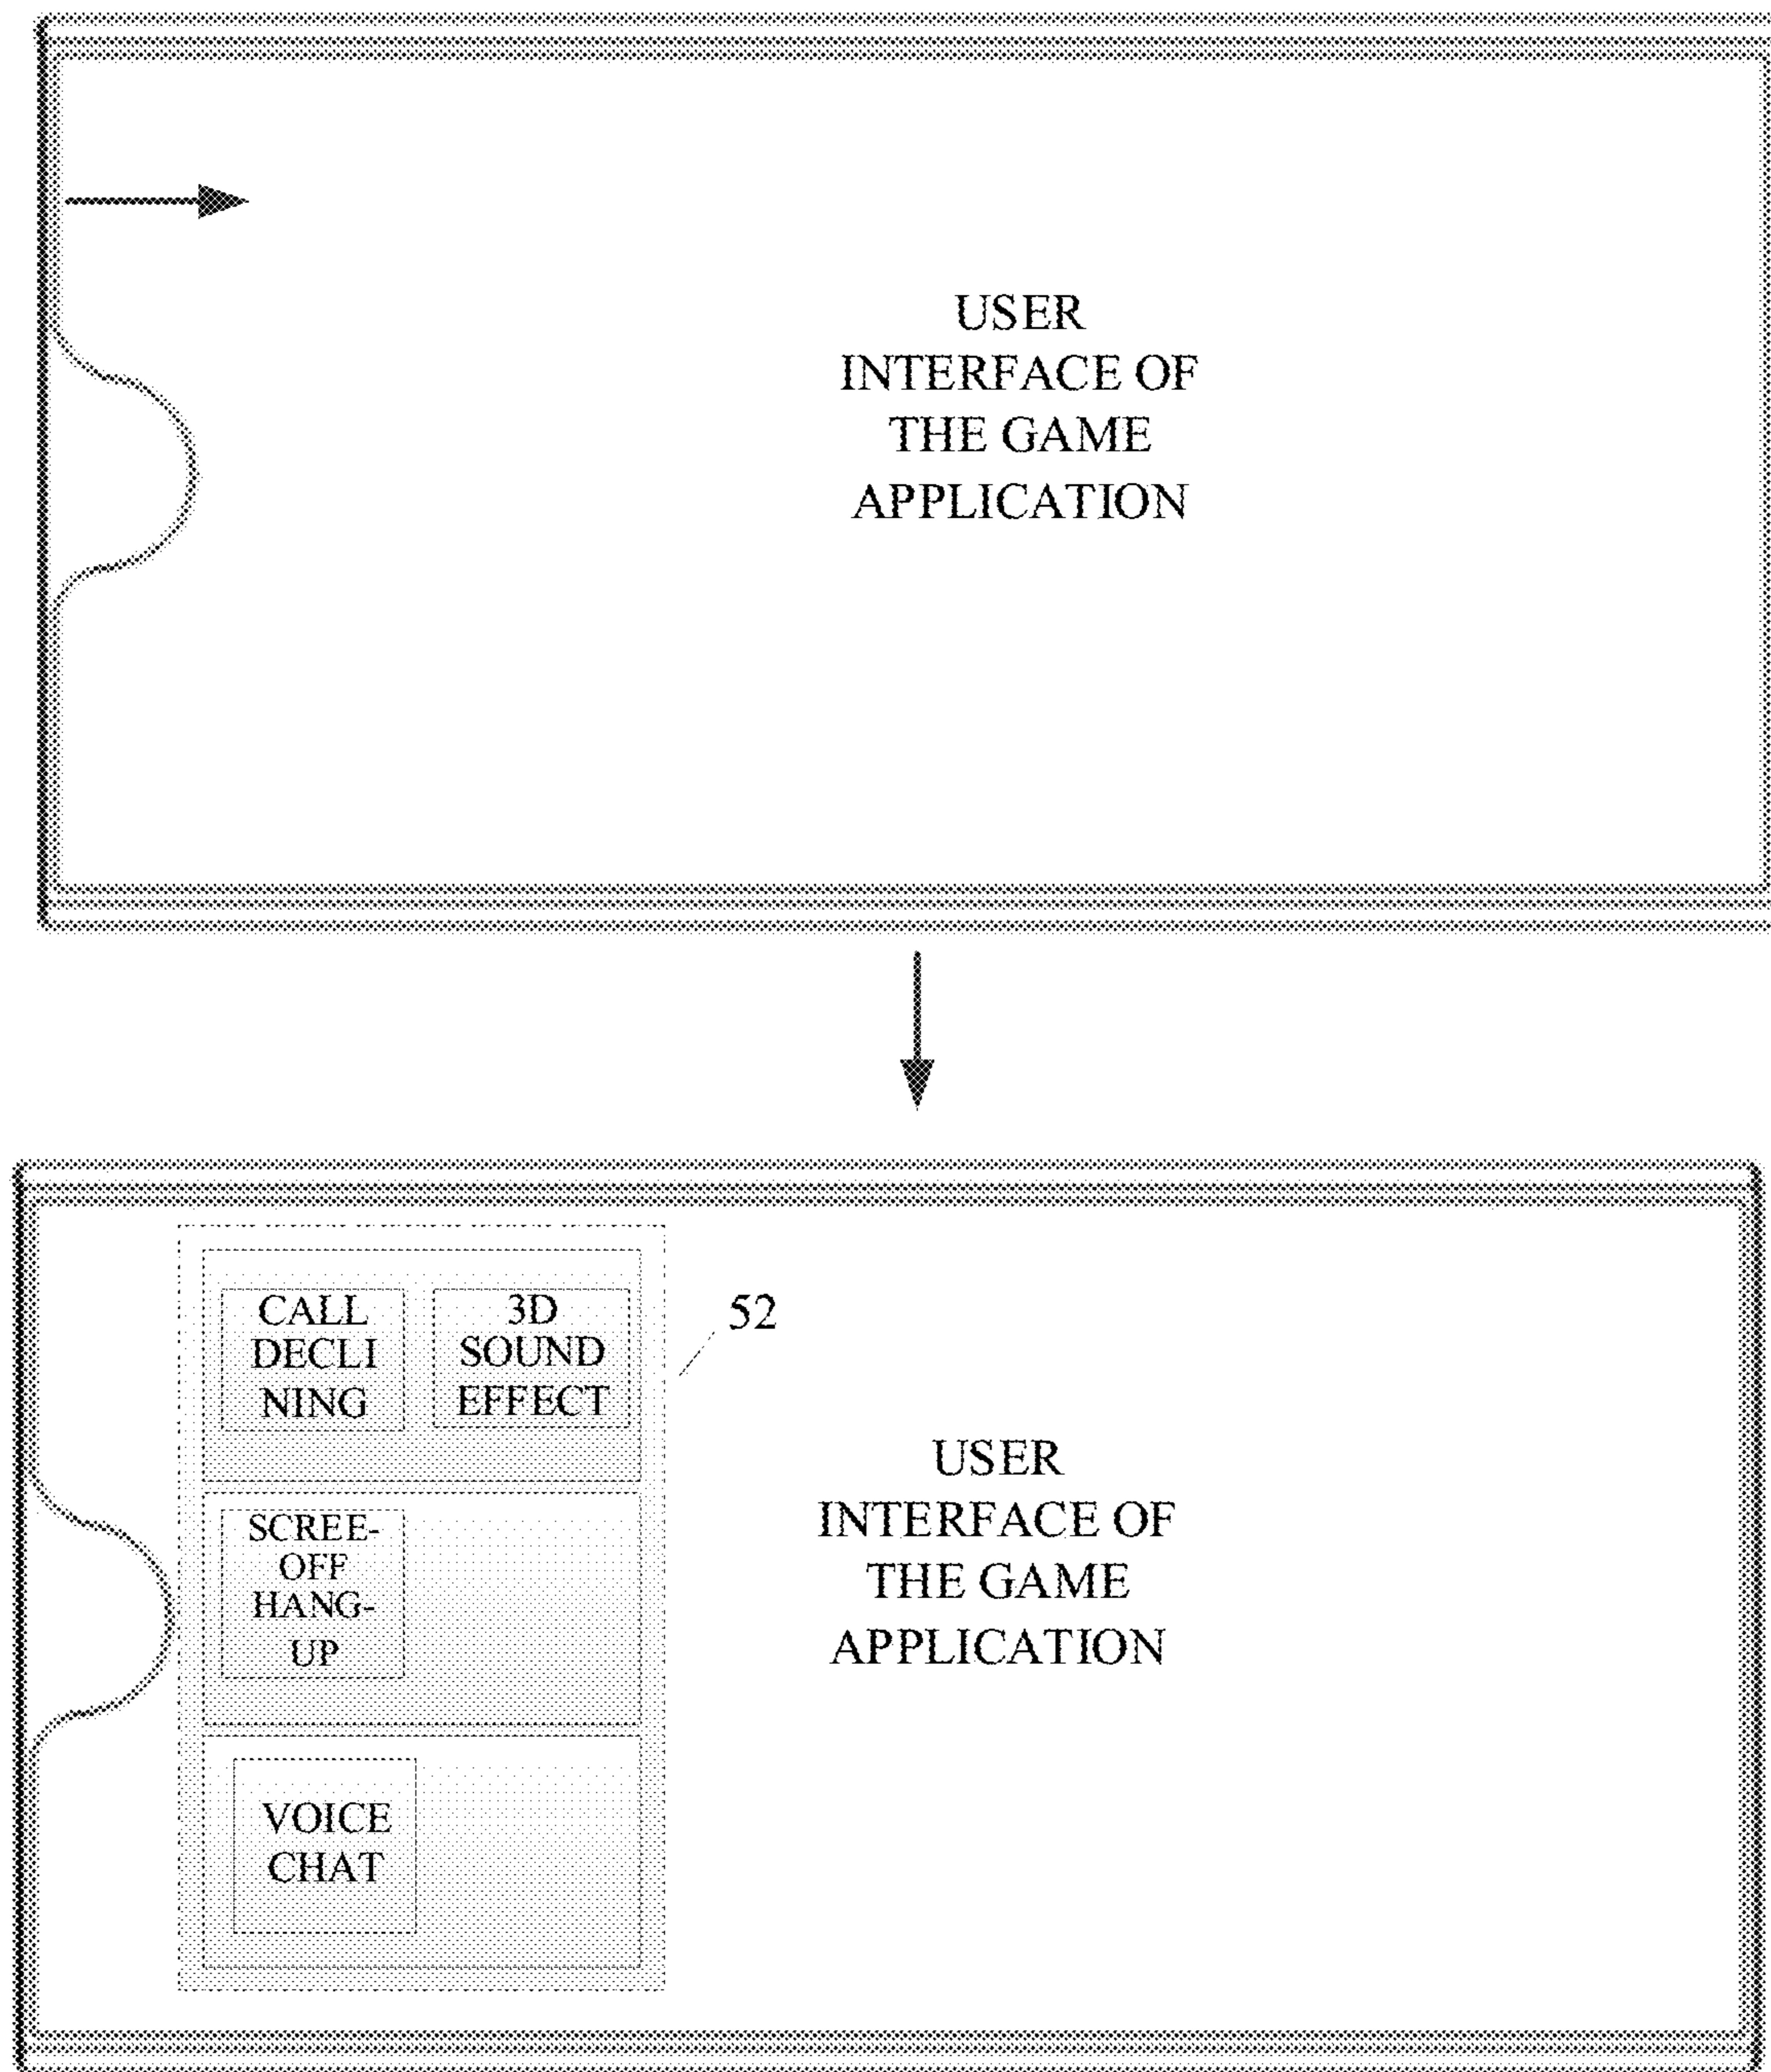 USER
INTERFACE OF
THE GAME
APPLICATION
CALL
DECLI
NING
3D
SOUND
EFFECT
52
SCREE-
OFF
HANG-
UP
VOICE
CHAT
USER
INTERFACE OF
THE GAME
APPLICATION